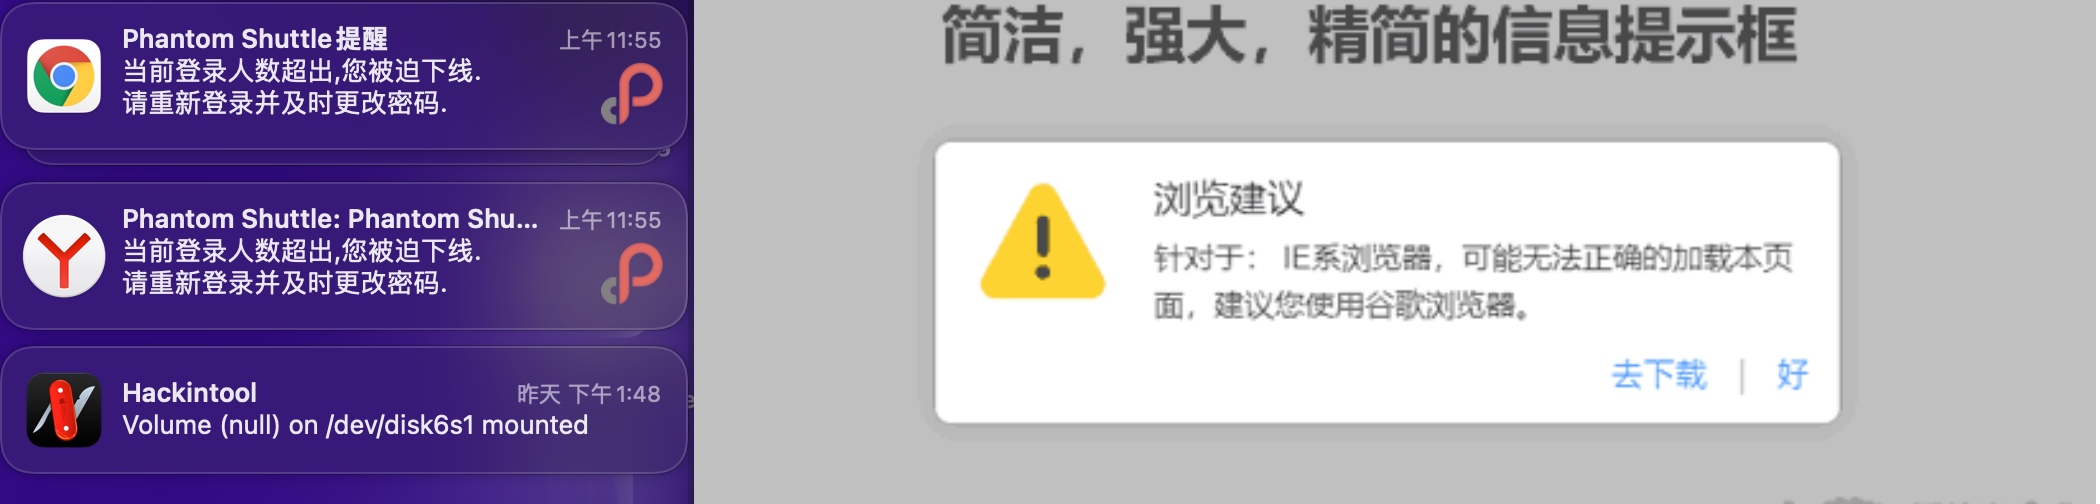 Phantom Shuttle提醒
上午11:55
当前登录人数超出,您被迫下线.
请重新登录并及时更改密码.
Phantom Shuttle: Phantom Shu...
上午11:55
当前登录人数超出,您被迫下线.
请重新登录并及时更改密码.
Hackintool
昨天 下午1:48
Volume (null) on /dev/disk6s1 mounted
简洁，强大，精简的信息提示框
浏览建议
针对于： IE系浏览器，可能无法正确的加载本页
面，建议您使用谷歌浏览器。
去下载 | 好